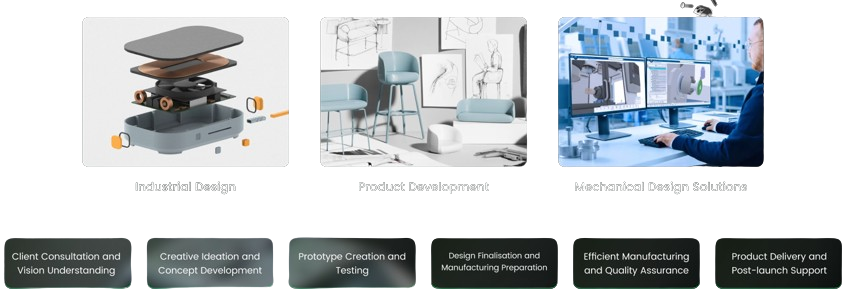 Industrial Design
Product Development
Mechanical Design Solutions
Client Consultation and
Vision Understanding
Creative Ideation and
Concept Development
Prototype Creation and
Testing
Design Finalisation and
Manufacturing Preparation
Efficient Manufacturing
and Quality Assurance
Product Delivery and
Post-launch Support